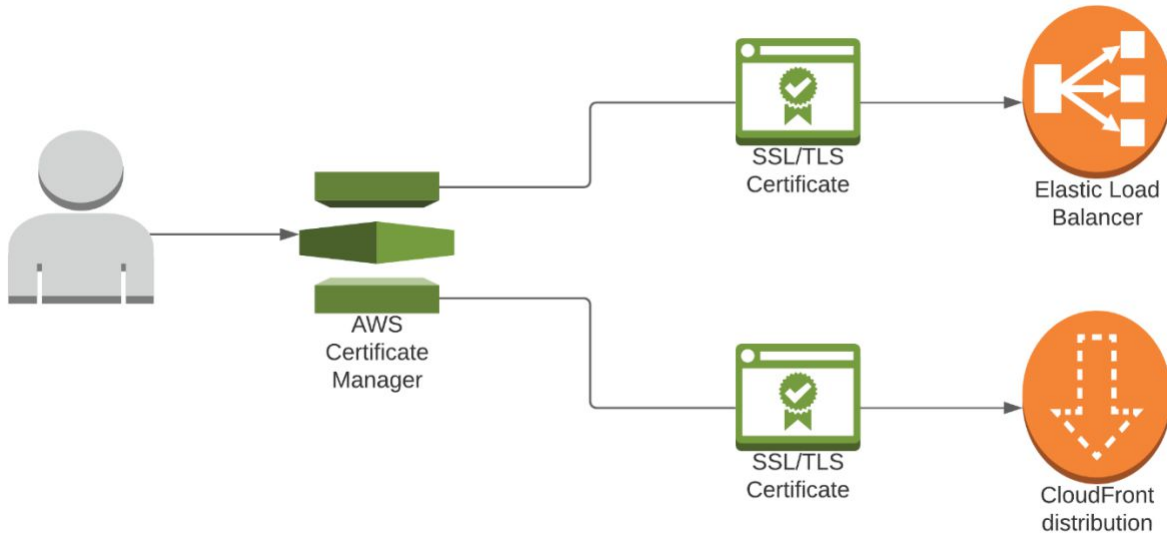 SSL/TLS
Certificate
Elastic Load
Balancer
AWS
Certificate
Manager
SSL/TLS
Certificate
CloudFront
distribution